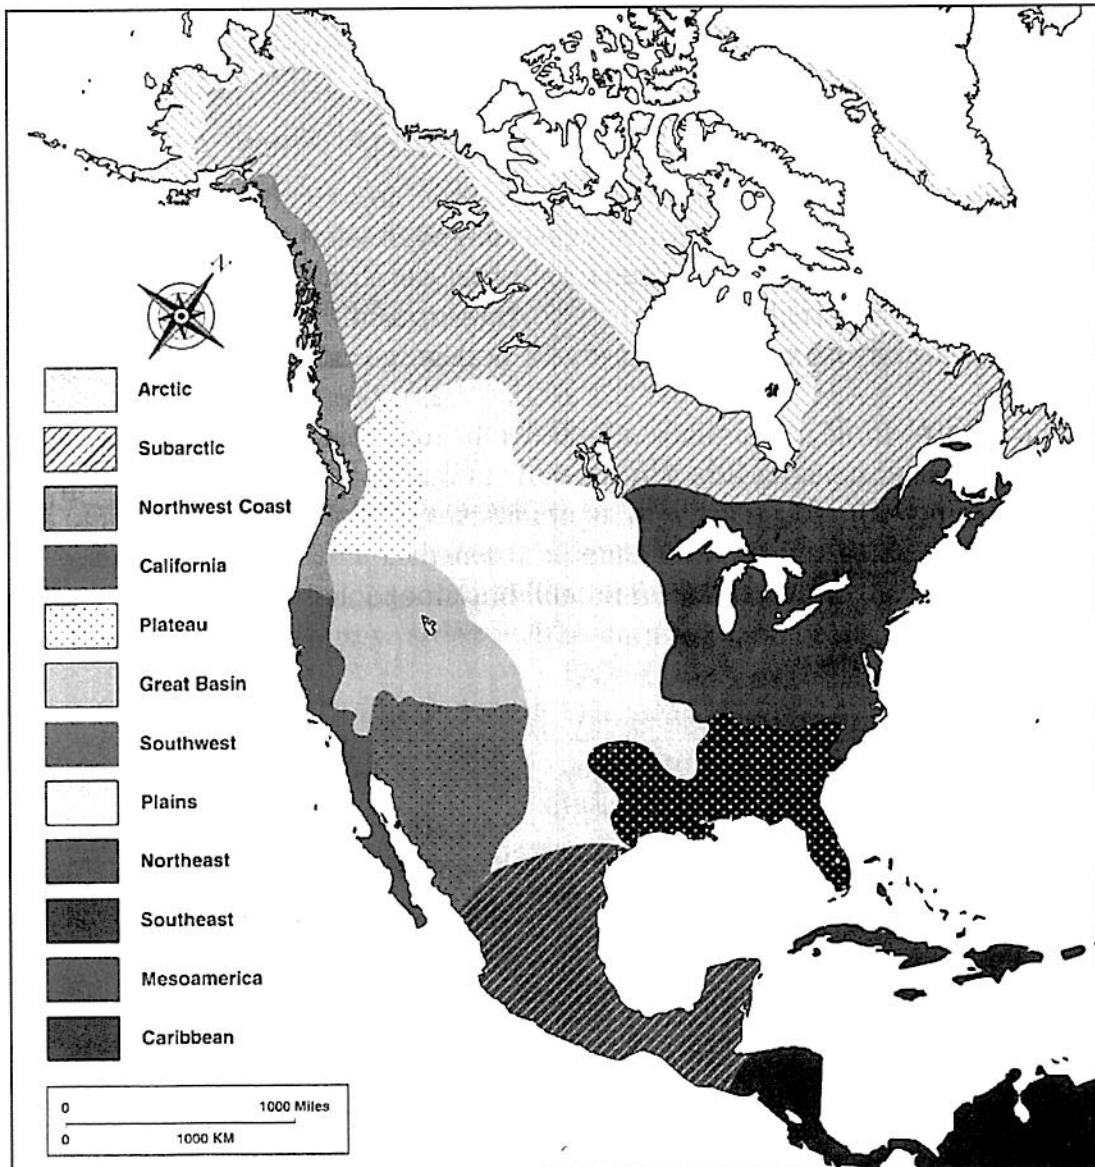 N
Arctic
Subarctic
Northwest Coast
California
Plateau
Great Basin
Southwest
Plains
Northeast
Southeast
Mesoamerica
Caribbean
0 1000 Miles
0 1000 KM